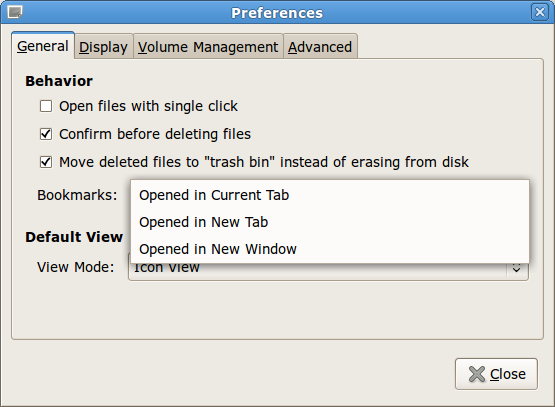 Preferences
General Display Volume Management Advanced
Behavior
Open files with single click
Confirm before deleting files
Move deleted files to "trash bin" instead of erasing from disk
Bookmarks: Opened in Current Tab
Opened in New Tab
Default View
Opened in New Window
View Mode: Icon View
Close